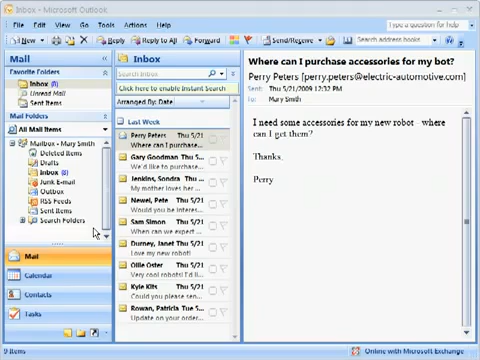 Inbox - Microsoft Outlook
File Edit View Go Tools Actions Help
Type a question for help
New Reply Reply to All Forward Send/Receive Search address books
Mail
Favorite Folders
Inbox (8)
Unread Mail
Sent Items
Mail Folders
All Mail Items
Mailbox - Mary Smith
Deleted Items
Drafts
Inbox (8)
Junk E-mail
Outbox
RSS Feeds
Sent Items
Search Folders
Mail
Calendar
Contacts
Tasks
Inbox
Search Inbox
Click here to enable Instant Search
Arranged By: Date
Last Week
Perry Peters Thu 5/21
Where can I purchase...
Gary Goodman Thu 5/21
We'd like to purchase...
Jenkins, Sondra Thu 5/21
My mother loves her ...
Newel, Pete Thu 5/21
Would you be interes...
Sam Simon Thu 5/21
When can we expect ...
Durney, Janet Thu 5/21
Love my new robot!
Ollie Oster Thu 5/21
Very cool robots! I'd li...
Kyle Kits Thu 5/21
Could you please sen...
Rowan, Patricia Tue 5...
Update on your order...
Where can I purchase accessories for my bot?
Perry Peters [perry.peters@electric-automotive.com]
Sent: Thu 5/21/2009 12:32 PM
To: Mary Smith
I need some accessories for my new robot - where
can I get them?
Thanks,
Perry
9 Items
Online with Microsoft Exchange